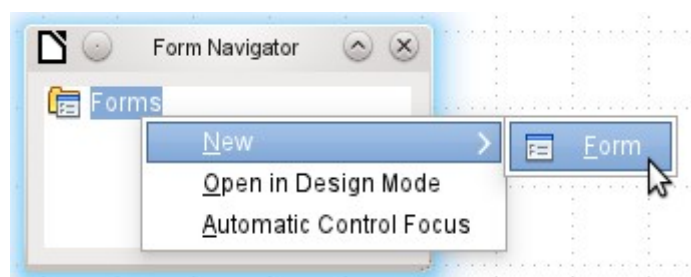 Form Navigator
Forms
New
Form
Open in Design Mode
Automatic Control Focus